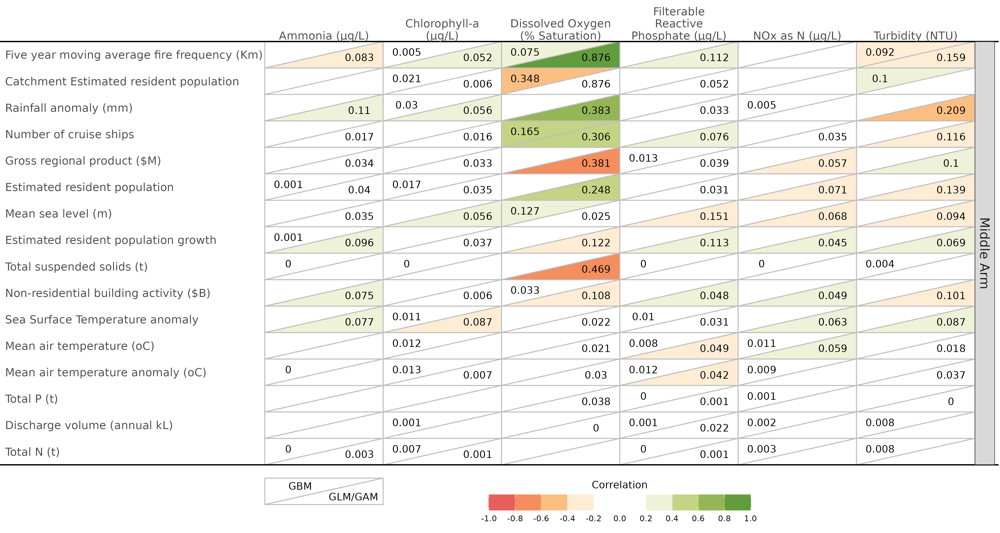 Filterable
Chlorophyll-a Dissolved Oxygen Reactive
Ammonia (µg/L) (µg/L) (% Saturation) Phosphate (µg/L) NOx as N (µg/L) Turbidity (NTU)
Five year moving average fire frequency (Km) 0.083 0.005 0.052 0.075 0.876 0.112 0.092 0.159
Catchment Estimated resident population 0.021 0.006 0.348 0.876 0.052 0.1
Rainfall anomaly (mm) 0.11 0.03 0.056 0.383 0.033 0.005 0.209
Number of cruise ships 0.017 0.016 0.165 0.306 0.076 0.035 0.116
Gross regional product ($M) 0.034 0.033 0.381 0.013 0.039 0.057 0.1
Estimated resident population 0.001 0.04 0.017 0.035 0.248 0.031 0.071 0.139
Mean sea level (m) 0.035 0.056 0.127 0.025 0.151 0.068 0.094
Estimated resident population growth 0.001 0.096 0.037 0.122 0.113 0.045 0.069
Total suspended solids (t) 0 0 0.469 0 0 0.004
Non-residential building activity ($B) 0.075 0.006 0.033 0.108 0.048 0.049 0.101
Sea Surface Temperature anomaly 0.077 0.011 0.087 0.022 0.01 0.031 0.063 0.087
Mean air temperature (oC) 0.012 0.021 0.008 0.049 0.011 0.059 0.018
Mean air temperature anomaly (oC) 0 0.013 0.007 0.03 0.012 0.042 0.009 0.037
Total P (t) 0.038 0 0.001 0.001 0
Discharge volume (annual kL) 0.001 0 0.001 0.022 0.002 0.008
Total N (t) 0 0.003 0.007 0.001 0 0.001 0.003 0.008
Middle Arm
GBM
GLM/GAM
Correlation
-1.0 -0.8 -0.6 -0.4 -0.2 0.0 0.2 0.4 0.6 0.8 1.0